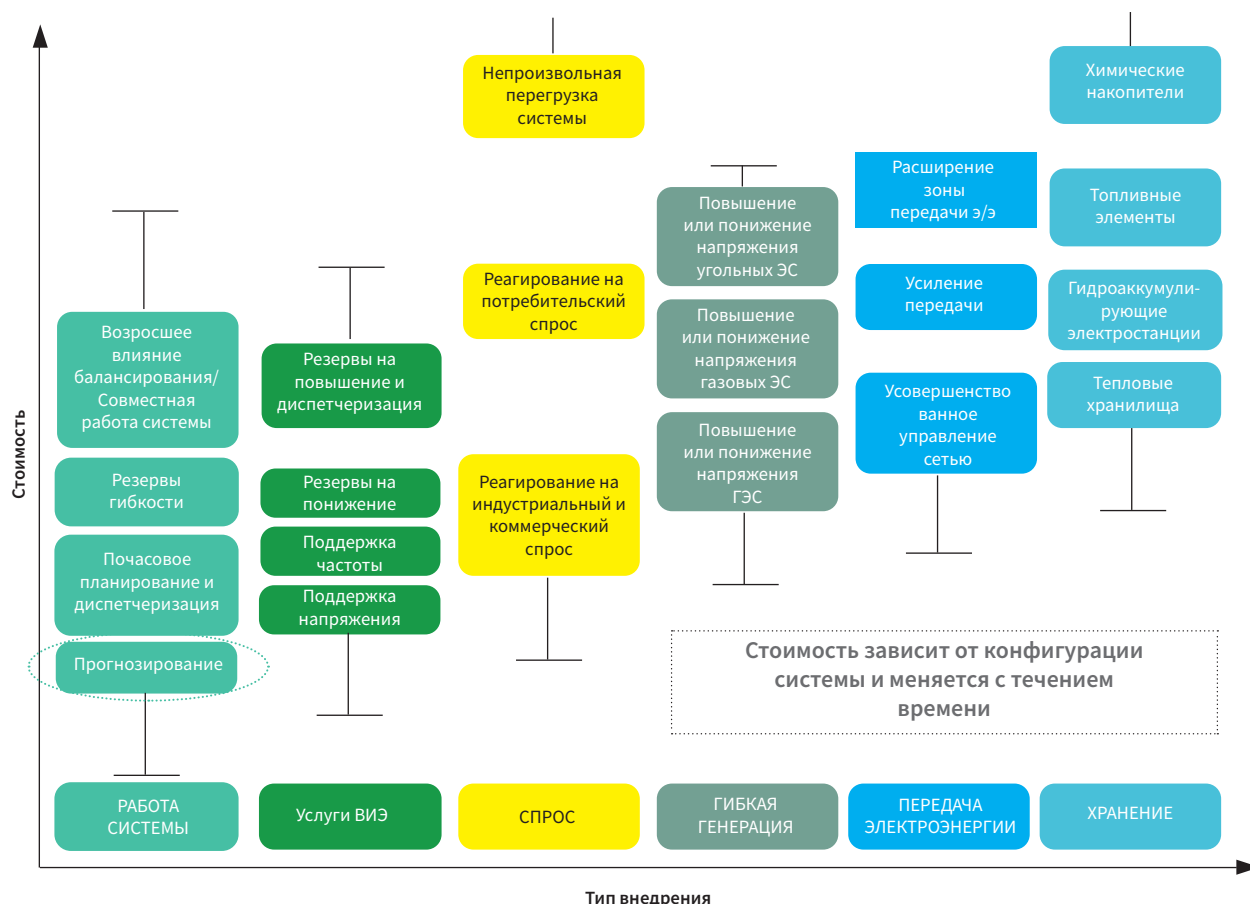 Стоимость
Возросшее
влияние
балансирования/
Совместная
работа системы
Резервы
гибкости
Почасовое
планирование и
диспетчеризация
Прогнозирование
РАБОТА
СИСТЕМЫ
Резервы на
повышение и
диспетчеризация
Резервы на
понижение
Поддержка
частоты
Поддержка
напряжения
Услуги ВИЭ
Непроизвольная
перегрузка
системы
Реагирование на
потребительский
спрос
Реагирование на
индустриальный и
коммерческий
спрос
СПРОС
Повышение
или понижение
напряжения
угольных ЭС
Повышение
или понижение
напряжения
газовых ЭС
Повышение
или понижение
напряжения
ГЭС
ГИБКАЯ
ГЕНЕРАЦИЯ
Расширение
зоны
передачи э/э
Усиление
передачи
Усовершенство
ванное
управление
сетью
ПЕРЕДАЧА
ЭЛЕКТРОЭНЕРГИИ
Химические
накопители
Топливные
элементы
Гидроаккумули-
рующие
электростанции
Тепловые
хранилища
ХРАНЕНИЕ
Стоимость зависит от конфигурации
системы и меняется с течением
времени
Тип внедрения